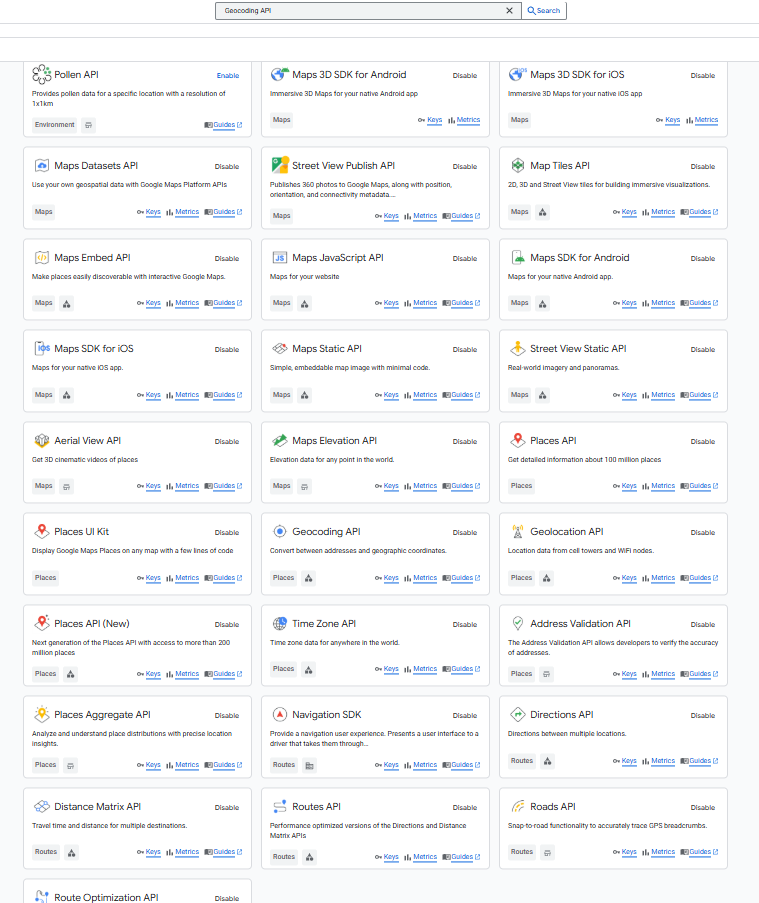 Geocoding API
Search
Pollen API Enable
Provides pollen data for a specific location with a resolution of
1x1km
Environment Guides
Maps 3D SDK for Android Disable
Immersive 3D Maps for your native Android app
Maps Keys Metrics
Maps 3D SDK for iOS Disable
Immersive 3D Maps for your native iOS app
Maps Keys Metrics
Maps Datasets API Disable
Use your own geospatial data with Google Maps Platform APIs
Maps Keys Metrics Guides
Street View Publish API Disable
Publishes 360 photos to Google Maps, along with position,
orientation, and connectivity metadata...
Maps Keys Metrics Guides
Map Tiles API Disable
2D, 3D and Street View tiles for building immersive visualizations.
Maps Keys Metrics Guides
Maps Embed API Disable
Make places easily discoverable with interactive Google Maps.
Maps Keys Metrics Guides
JS Maps JavaScript API Disable
Maps for your website
Maps Keys Metrics Guides
Maps SDK for Android Disable
Maps for your native Android app.
Maps Keys Metrics Guides
iOS Maps SDK for iOS Disable
Maps for your native iOS app.
Maps Keys Metrics Guides
Maps Static API Disable
Simple, embeddable map image with minimal code.
Maps Keys Metrics Guides
Street View Static API Disable
Real-world imagery and panoramas.
Maps Keys Metrics Guides
Aerial View API Disable
Get 3D cinematic videos of places
Maps Keys Metrics Guides
Maps Elevation API Disable
Elevation data for any point in the world.
Maps Keys Metrics Guides
Places API Disable
Get detailed information about 100 million places
Places Keys Metrics Guides
Places UI Kit Disable
Display Google Maps Places on any map with a few lines of code
Places Keys Metrics Guides
Geocoding API Disable
Convert between addresses and geographic coordinates.
Places Keys Metrics Guides
Geolocation API Disable
Location data from cell towers and WiFi nodes.
Places Keys Metrics Guides
Places API (New) Disable
Next generation of the Places API with access to more than 200
million places
Places Keys Metrics Guides
Time Zone API Disable
Time zone data for anywhere in the world.
Places Keys Metrics Guides
Address Validation API Disable
The Address Validation API allows developers to verify the accuracy
of addresses.
Places Keys Metrics Guides
Places Aggregate API Disable
Analyze and understand place distributions with precise location
insights.
Places Keys Metrics Guides
Navigation SDK Disable
Provide a navigation user experience. Presents a user interface to a
driver that takes them through...
Routes Keys Metrics Guides
Directions API Disable
Directions between multiple locations.
Routes Keys Metrics Guides
Distance Matrix API Disable
Travel time and distance for multiple destinations.
Routes Keys Metrics Guides
Routes API Disable
Performance optimized versions of the Directions and Distance
Matrix APIs
Routes Keys Metrics Guides
Roads API Disable
Snap-to-road functionality to accurately trace GPS breadcrumbs.
Routes Keys Metrics Guides
Route Optimization API Disable